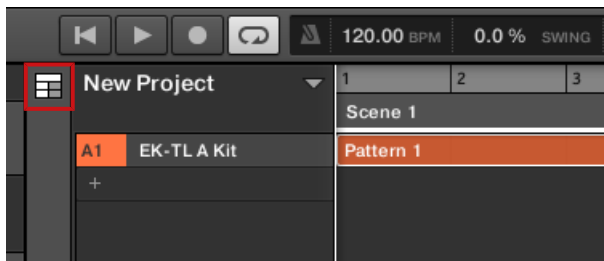 120.00 BPM 0.0 % SWING
New Project 1 2 3
Scene 1
A1 EK-TL A Kit Pattern 1
+